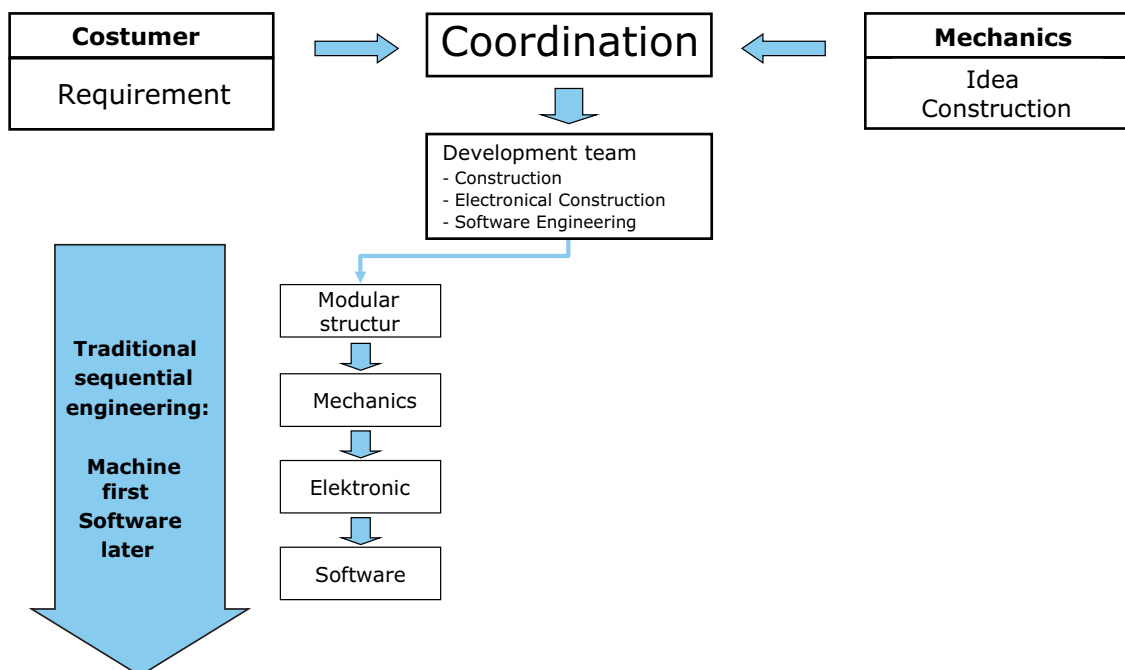 Costumer
Requirement
Coordination
Mechanics
Idea
Construction
Development team
- Construction
- Electronical Construction
- Software Engineering
Traditional
sequential
engineering:
Machine
first
Software
later
Modular
structur
Mechanics
Elektronic
Software